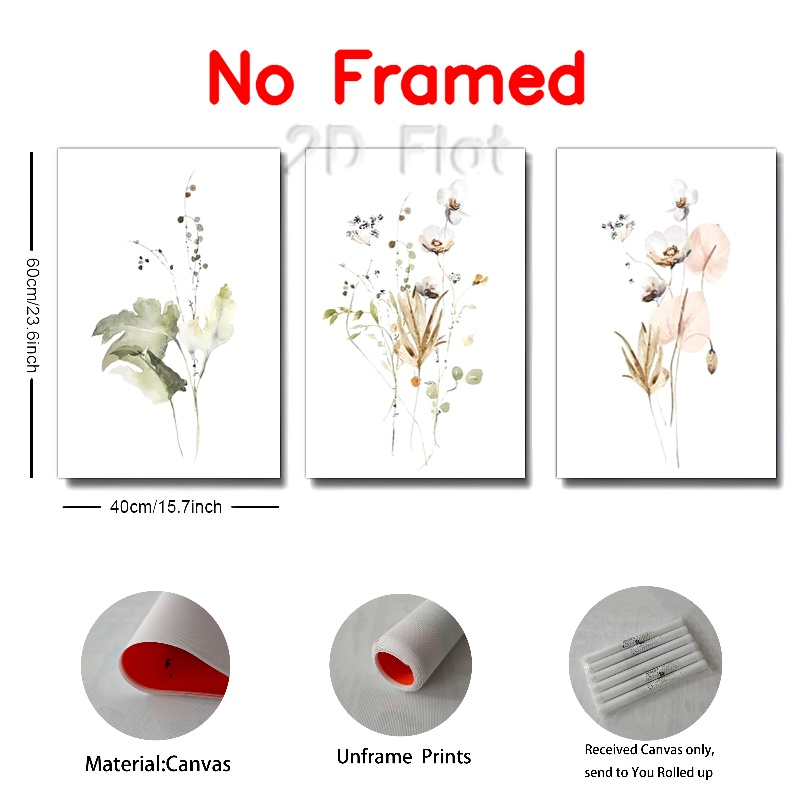 No Framed
2D Flat
60cm/23.6inch
40cm/15.7inch
Material:Canvas
Unframe Prints
Received Canvas only,
send to You Rolled up